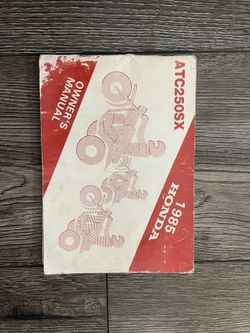 ATC250SX
1985
HONDA
OWNER'S
MANUAL